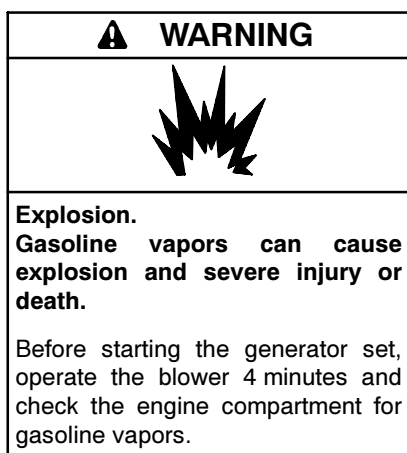 WARNING
Explosion.
Gasoline vapors can cause
explosion and severe injury or
death.
Before starting the generator set,
operate the blower 4 minutes and
check the engine compartment for
gasoline vapors.